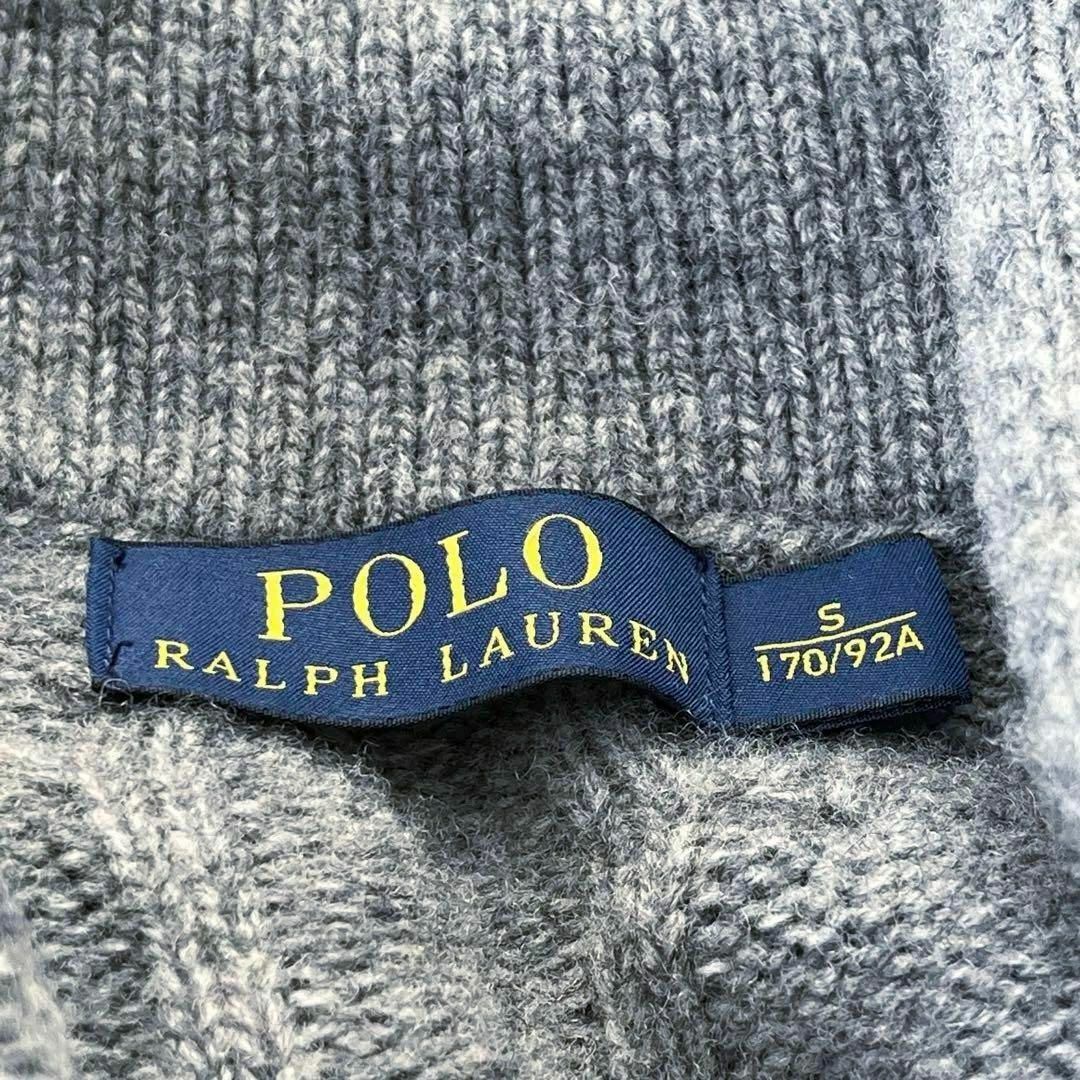 POLO
RALPH LAUREN
S
170/92A